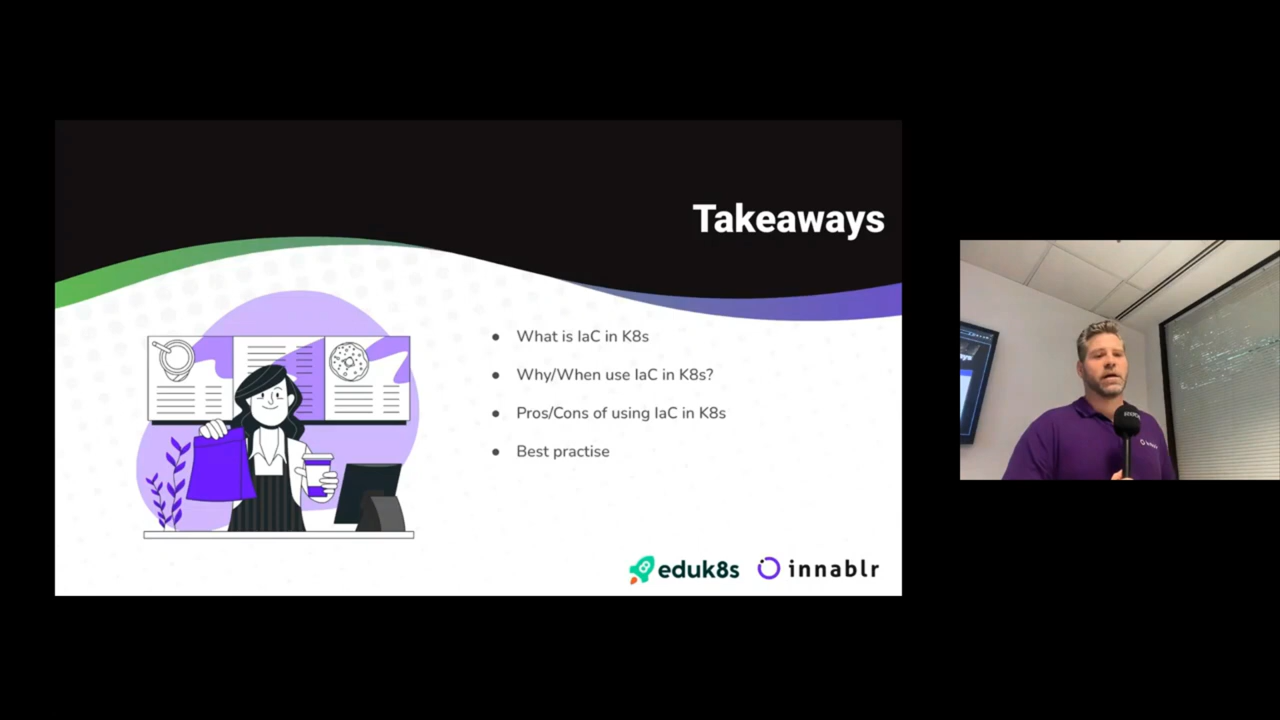 Takeaways
● What is IaC in K8s
● Why/When use IaC in K8s?
● Pros/Cons of using IaC in K8s
● Best practise
eduk8s
innablr